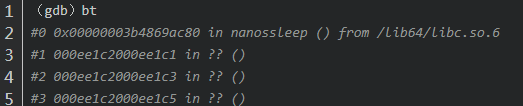 1 （gdb）bt
2 #0 0x00000003b4869ac80 in nanossleep () from /lib64/libc.so.6
3 #1 000ee1c2000ee1c1 in ?? ()
4 #2 000ee1c2000ee1c3 in ?? ()
5 #3 000ee1c2000ee1c5 in ?? ()